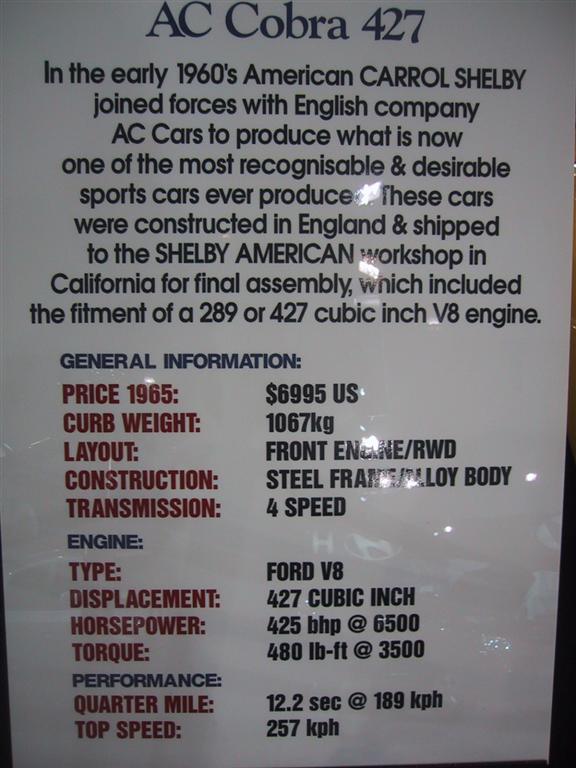 AC Cobra 427
In the early 1960's American CARROL SHELBY
joined forces with English company
AC Cars to produce what is now
one of the most recognisable & desirable
sports cars ever produced. These cars
were constructed in England & shipped
to the SHELBY AMERICAN workshop in
California for final assembly, which included
the fitment of a 289 or 427 cubic inch V8 engine.
GENERAL INFORMATION:
PRICE 1965: $6995 US
CURB WEIGHT: 1067kg
LAYOUT: FRONT ENGINE/RWD
CONSTRUCTION: STEEL FRAME/ALLOY BODY
TRANSMISSION: 4 SPEED
ENGINE:
TYPE: FORD V8
DISPLACEMENT: 427 CUBIC INCH
HORSEPOWER: 425 bhp @ 6500
TORQUE: 480 lb-ft @ 3500
PERFORMANCE:
QUARTER MILE: 12.2 sec @ 189 kph
TOP SPEED: 257 kph